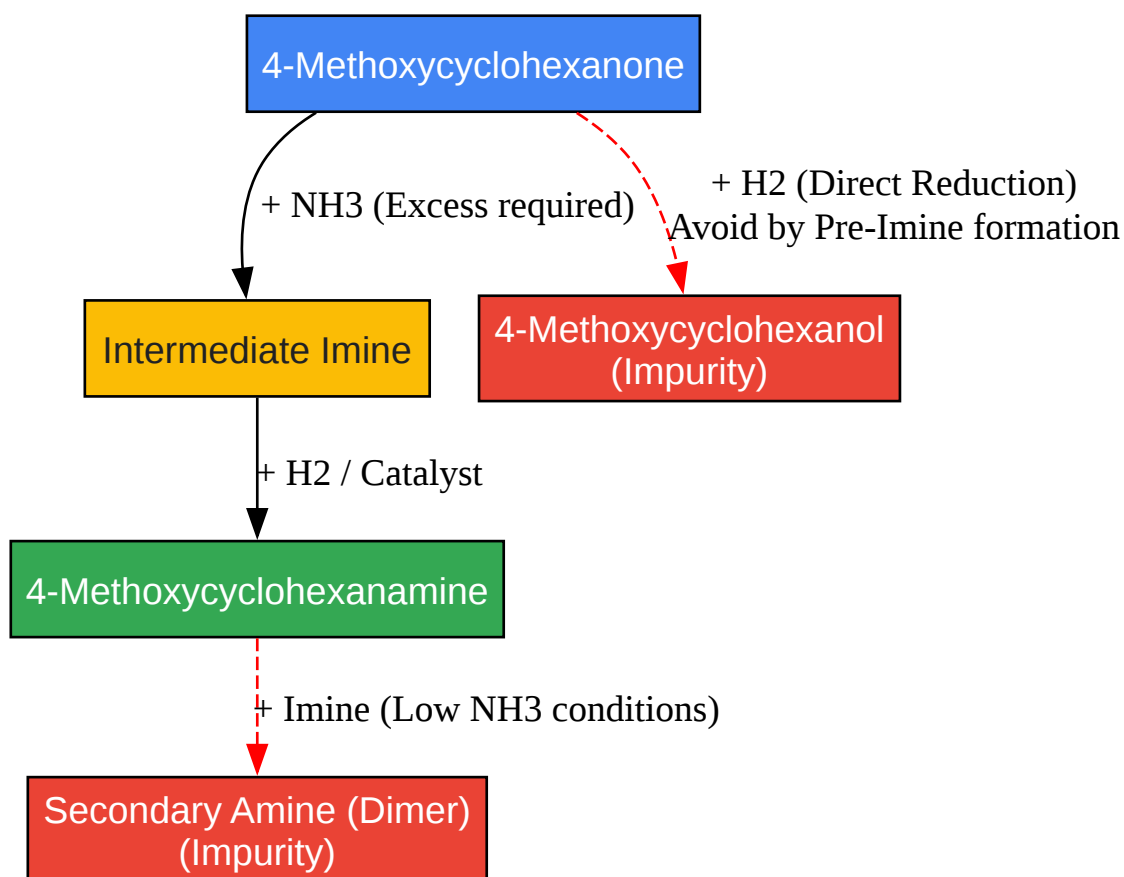 4-Methoxycyclohexanone
+ NH3 (Excess required)
+ H2 (Direct Reduction)
Avoid by Pre-Imine formation
Intermediate Imine
4-Methoxycyclohexanol
(Impurity)
+ H2 / Catalyst
4-Methoxycyclohexanamine
+ Imine (Low NH3 conditions)
Secondary Amine (Dimer)
(Impurity)